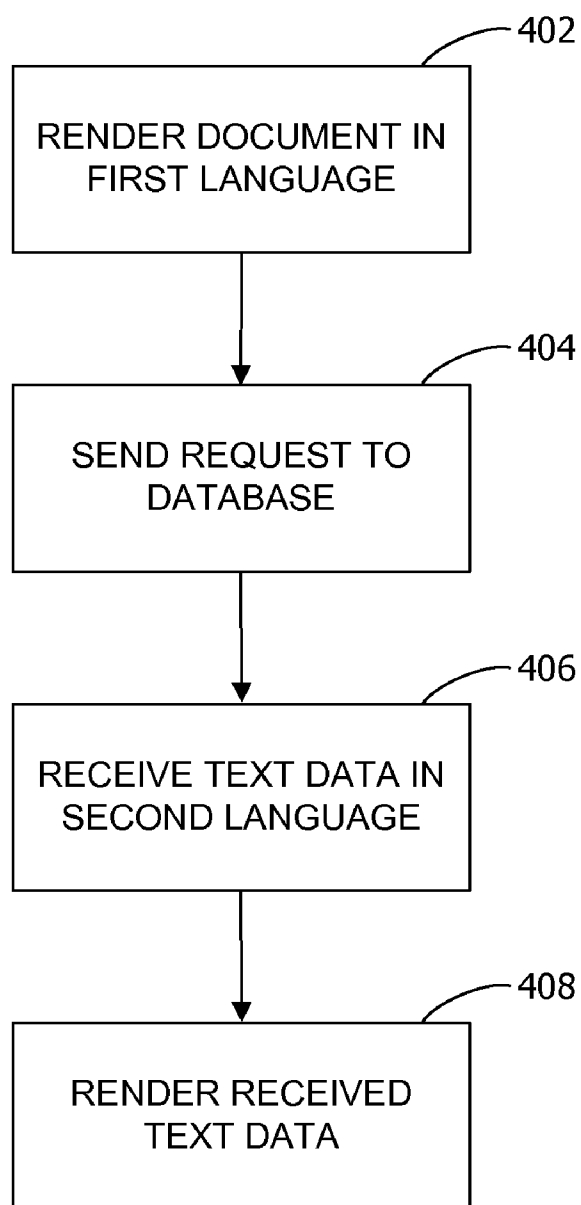 402
RENDER DOCUMENT IN
FIRST LANGUAGE
404
SEND REQUEST TO
DATABASE
406
RECEIVE TEXT DATA IN
SECOND LANGUAGE
408
RENDER RECEIVED
TEXT DATA